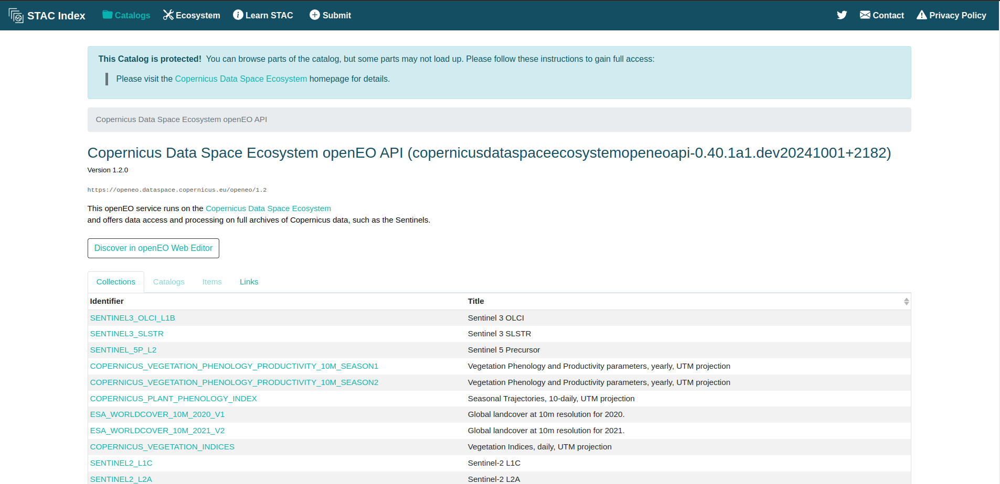 STAC Index Catalogs Ecosystem Learn STAC Submit Contact Privacy Policy
This Catalog is protected! You can browse parts of the catalog, but some parts may not load up. Please follow these instructions to gain full access:
Please visit the Copernicus Data Space Ecosystem homepage for details.
Copernicus Data Space Ecosystem openEO API
Copernicus Data Space Ecosystem openEO API (copernicusdataspaceecosystemopeneoapi-0.40.1a1.dev20241001+2182)
Version 1.2.0
https://openeo.dataspace.copernicus.eu/openeo/1.2
This openEO service runs on the Copernicus Data Space Ecosystem
and offers data access and processing on full archives of Copernicus data, such as the Sentinels.
Discover in openEO Web Editor
Collections Catalogs Items Links
Identifier Title
SENTINEL3_OLCI_L1B Sentinel 3 OLCI
SENTINEL3_SLSTR Sentinel 3 SLSTR
SENTINEL_5P_L2 Sentinel 5 Precursor
COPERNICUS_VEGETATION_PHENOLOGY_PRODUCTIVITY_10M_SEASON1 Vegetation Phenology and Productivity parameters, yearly, UTM projection
COPERNICUS_VEGETATION_PHENOLOGY_PRODUCTIVITY_10M_SEASON2 Vegetation Phenology and Productivity parameters, yearly, UTM projection
COPERNICUS_PLANT_PHENOLOGY_INDEX Seasonal Trajectories, 10-daily, UTM projection
ESA_WORLDCOVER_10M_2020_V1 Global landcover at 10m resolution for 2020.
ESA_WORLDCOVER_10M_2021_V2 Global landcover at 10m resolution for 2021.
COPERNICUS_VEGETATION_INDICES Vegetation Indices, daily, UTM projection
SENTINEL2_L1C Sentinel-2 L1C
SENTINEL2_L2A Sentinel-2 L2A